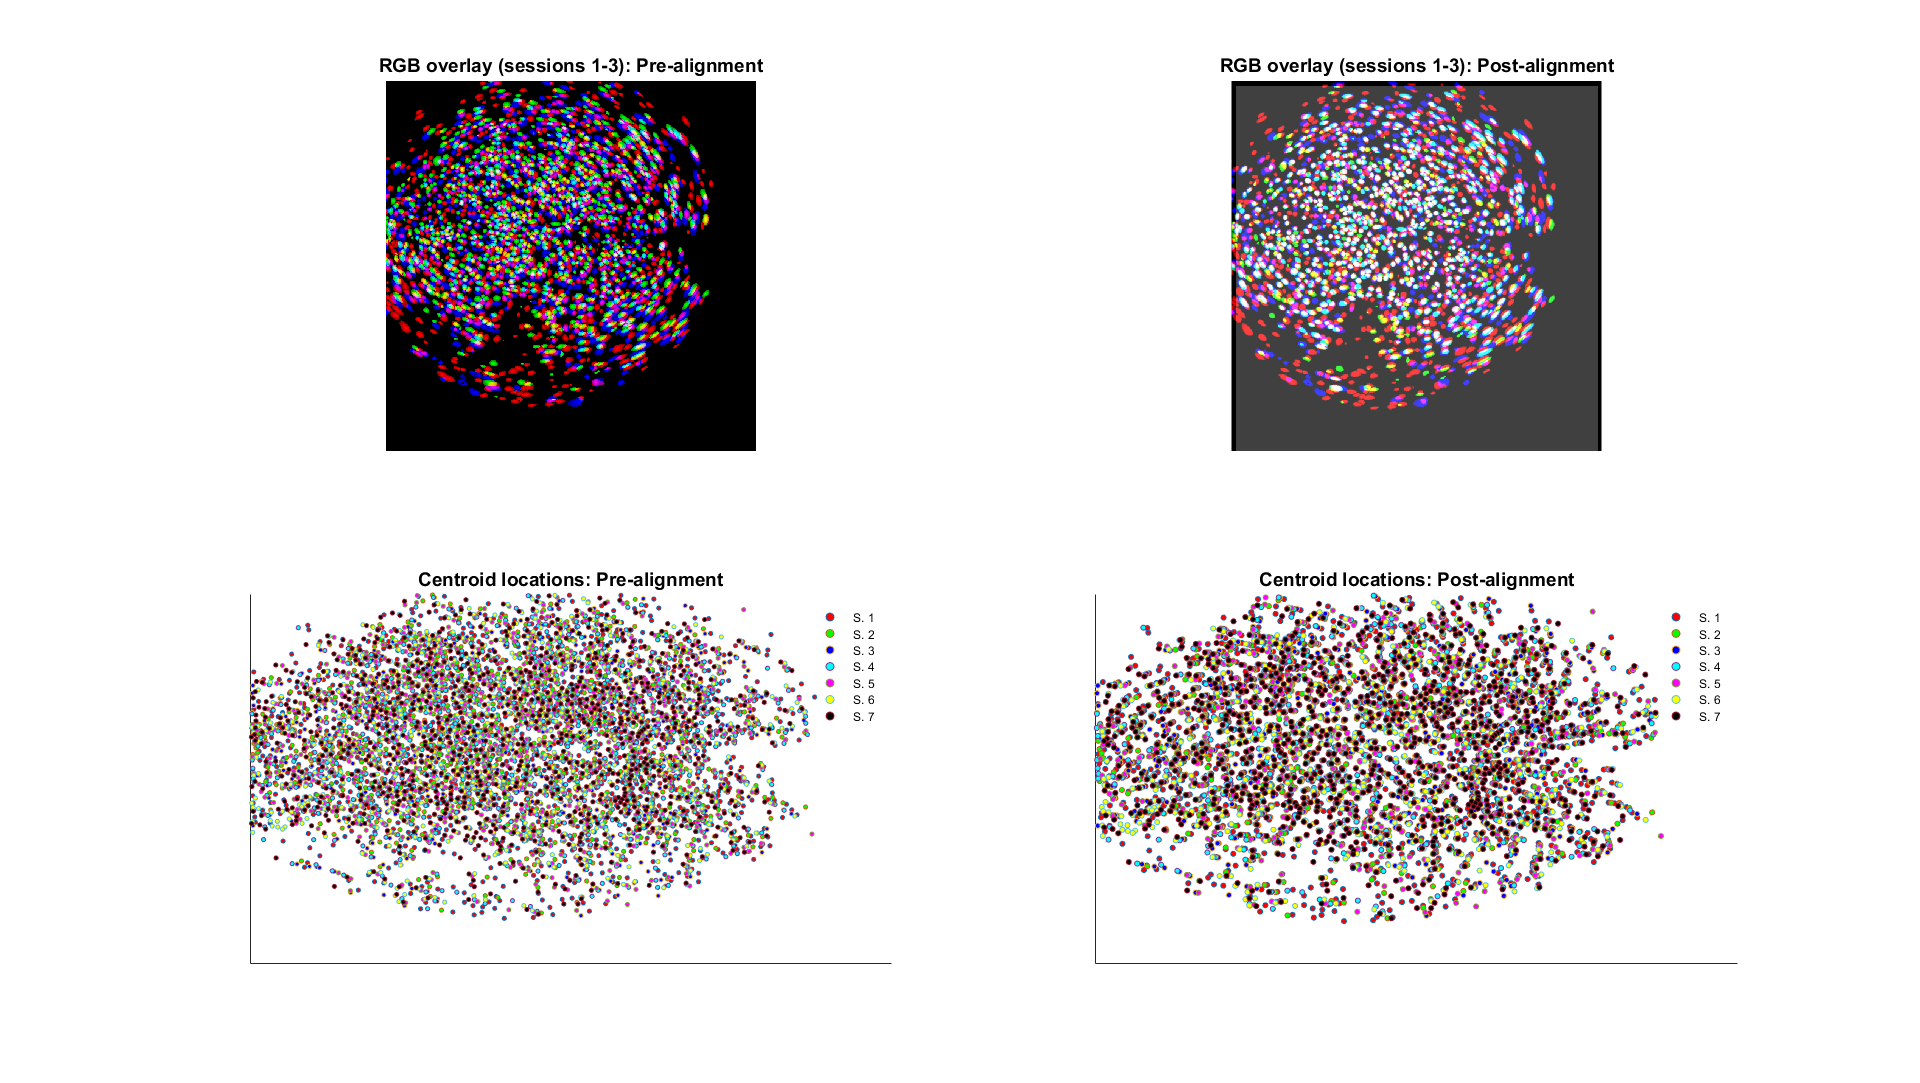 RGB overlay (sessions 1-3): Pre-alignment
RGB overlay (sessions 1-3): Post-alignment
Centroid locations: Pre-alignment
S. 1
S. 2
S. 3
S. 4
S. 5
S. 6
S. 7
Centroid locations: Post-alignment
S. 1
S. 2
S. 3
S. 4
S. 5
S. 6
S. 7